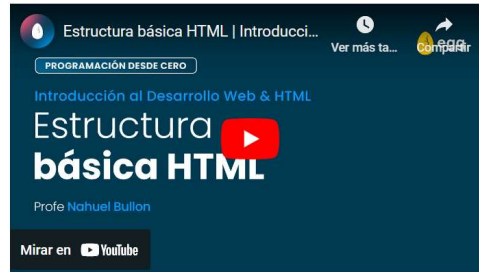 Estructura básica HTML | Introducci...
Ver más ta...
Compartir
egg
PROGRAMACIÓN DESDE CERO
Introducción al Desarrollo Web & HTML
Estructura
básica HTML
Profe Nahuel Bullon
Mirar en YouTube